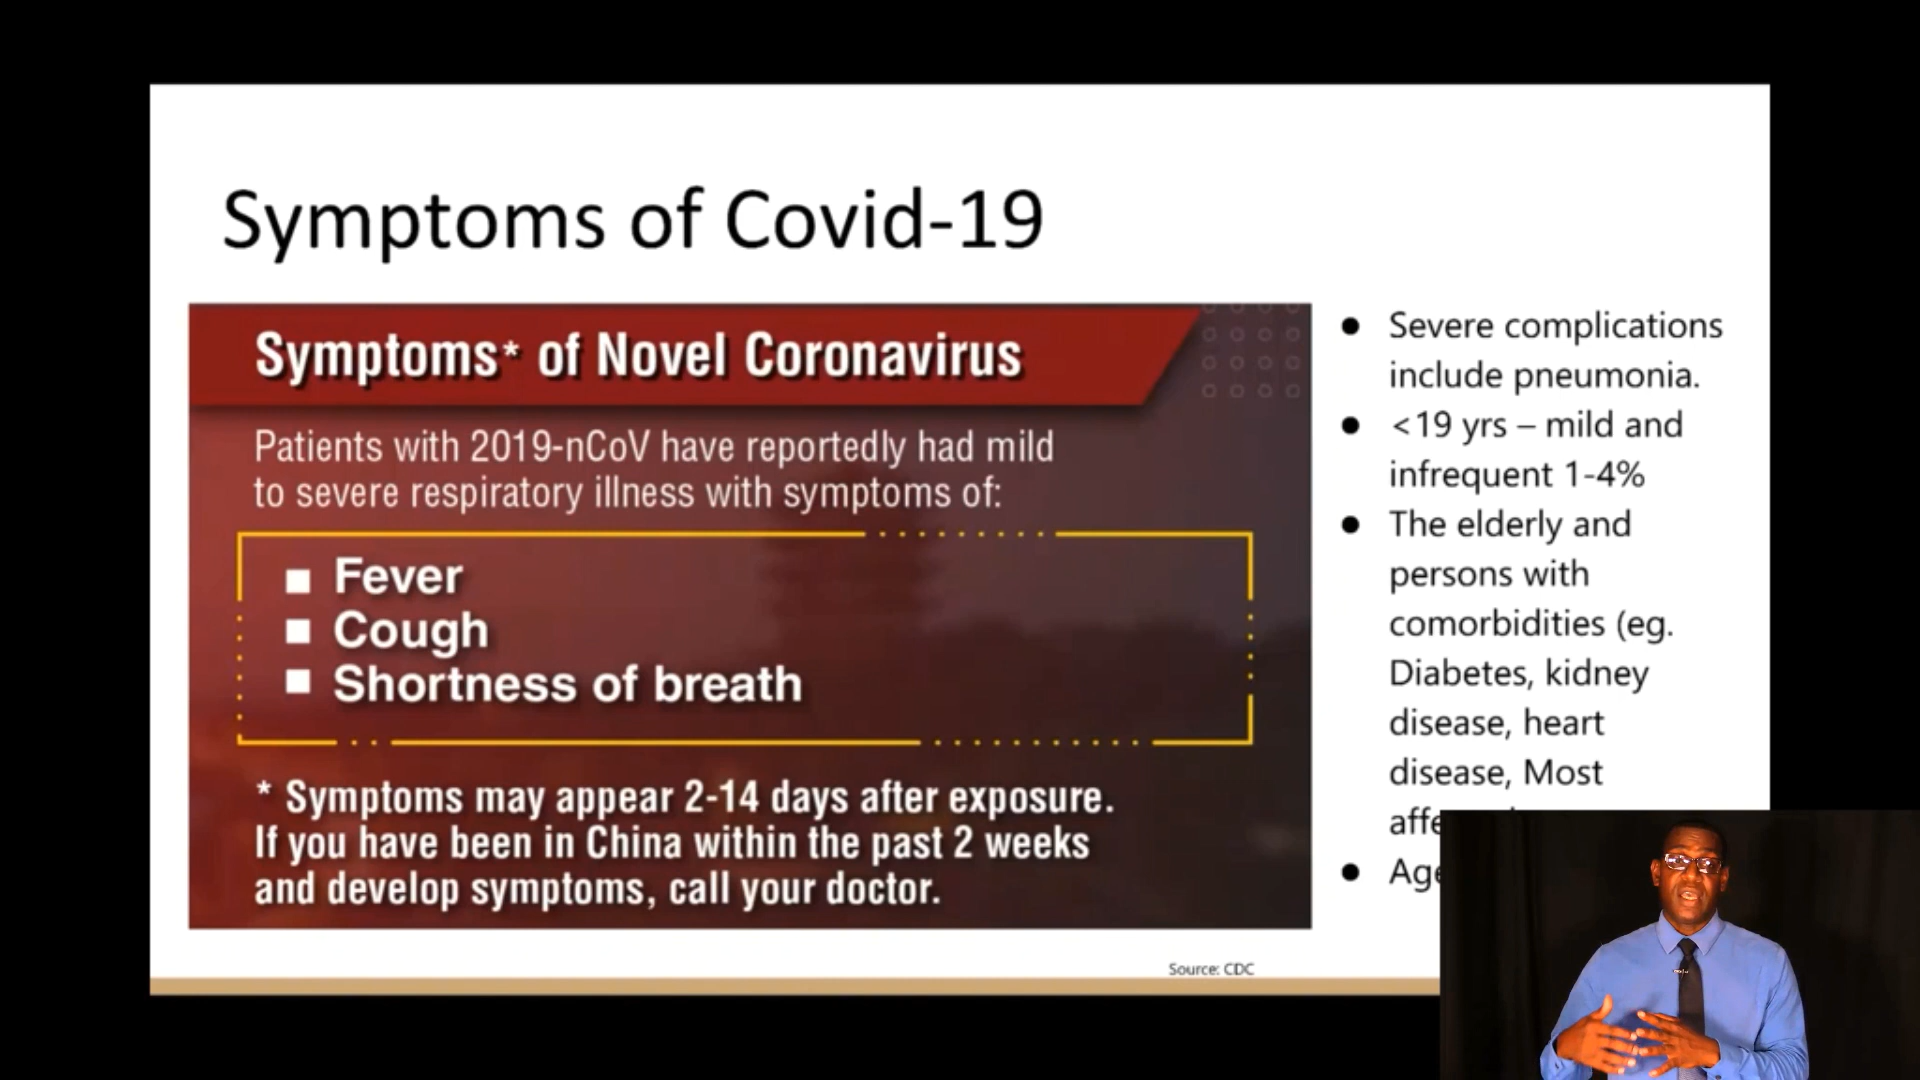 Symptoms of Covid-19
Symptoms* of Novel Coronavirus
Patients with 2019-nCoV have reportedly had mild
to severe respiratory illness with symptoms of:
Fever
Cough
Shortness of breath
* Symptoms may appear 2-14 days after exposure.
If you have been in China within the past 2 weeks
and develop symptoms, call your doctor.
● Severe complications
include pneumonia.
● <19 yrs – mild and
infrequent 1-4%
● The elderly and
persons with
comorbidities (eg.
Diabetes, kidney
disease, heart
disease, Most
Source: CDC